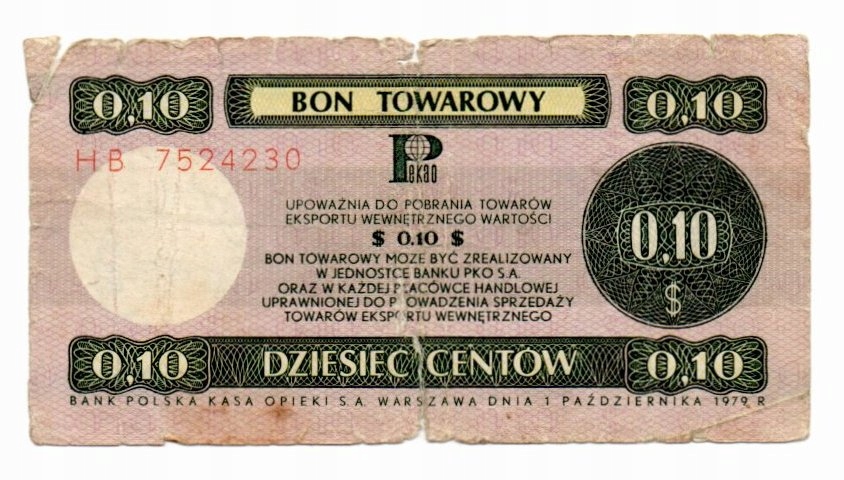 0,10 BON TOWAROWY 0,10
HB 7524230
Pekao
UPOWAŻNIA DO POBRANIA TOWARÓW
EKSPORTU WEWNĘTRZNEGO WARTOŚCI
$ 0.10 $
0,10
$
BON TOWAROWY MOŻE BYĆ ZREALIZOWANY
W JEDNOSTCE BANKU PKO S.A.
ORAZ W KAŻDEJ PLACÓWCE HANDLOWEJ
UPRAWNIONEJ DO PROWADZENIA SPRZEDAŻY
TOWARÓW EKSPORTU WEWNĘTRZNEGO
0,10 DZIESIEC CENTOW 0,10
BANK POLSKA KASA OPIEKI S.A. WARSZAWA DNIA 1 PAŹDZIERNIKA 1979 R